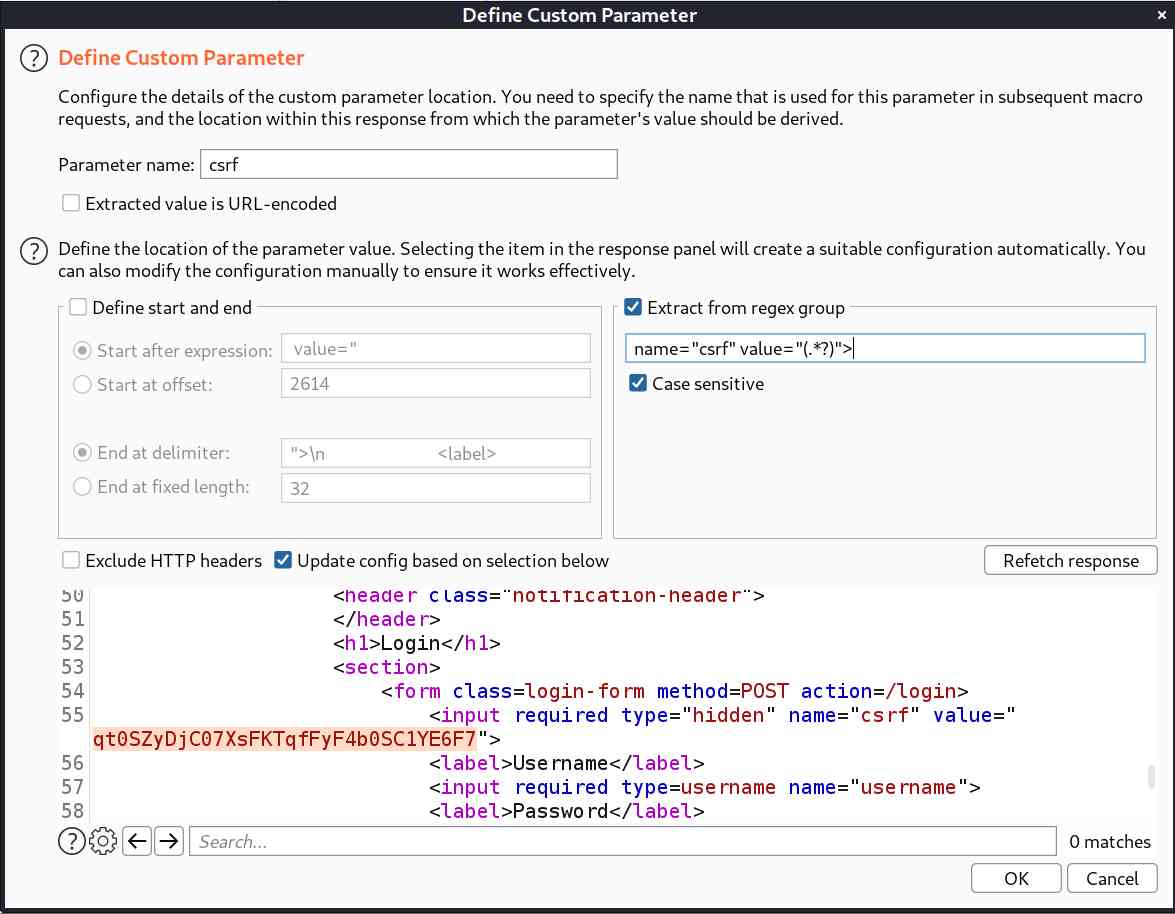 Define Custom Parameter
×
? Define Custom Parameter
Configure the details of the custom parameter location. You need to specify the name that is used for this parameter in subsequent macro
requests, and the location within this response from which the parameter's value should be derived.
Parameter name: csrf
Extracted value is URL-encoded
? Define the location of the parameter value. Selecting the item in the response panel will create a suitable configuration automatically. You
can also modify the configuration manually to ensure it works effectively.
Define start and end
Start after expression: value="
Start at offset: 2614
End at delimiter: ">\n <label>
End at fixed length: 32
Extract from regex group
name="csrf" value="(.*?)">
Case sensitive
Exclude HTTP headers Update config based on selection below Refetch response
50 <header class="notification-header">
51 </header>
52 <h1>Login</h1>
53 <section>
54 <form class=login-form method=POST action=/login>
55 <input required type="hidden" name="csrf" value="
qt0SZyDjC07XsFKTqfFyF4b0SC1YE6F7">
56 <label>Username</label>
57 <input required type=username name="username">
58 <label>Password</label>
? ← → Search... 0 matches
OK Cancel